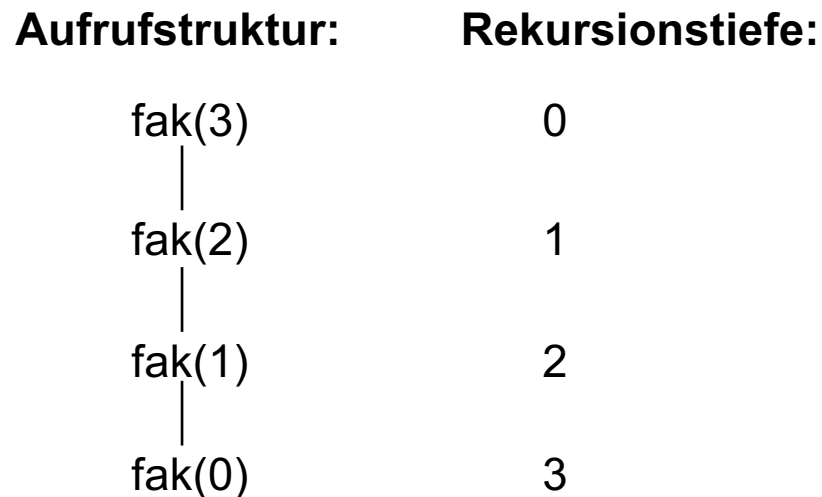 Aufrufstruktur: Rekursionstiefe:
fak(3) 0
fak(2) 1
fak(1) 2
fak(0) 3